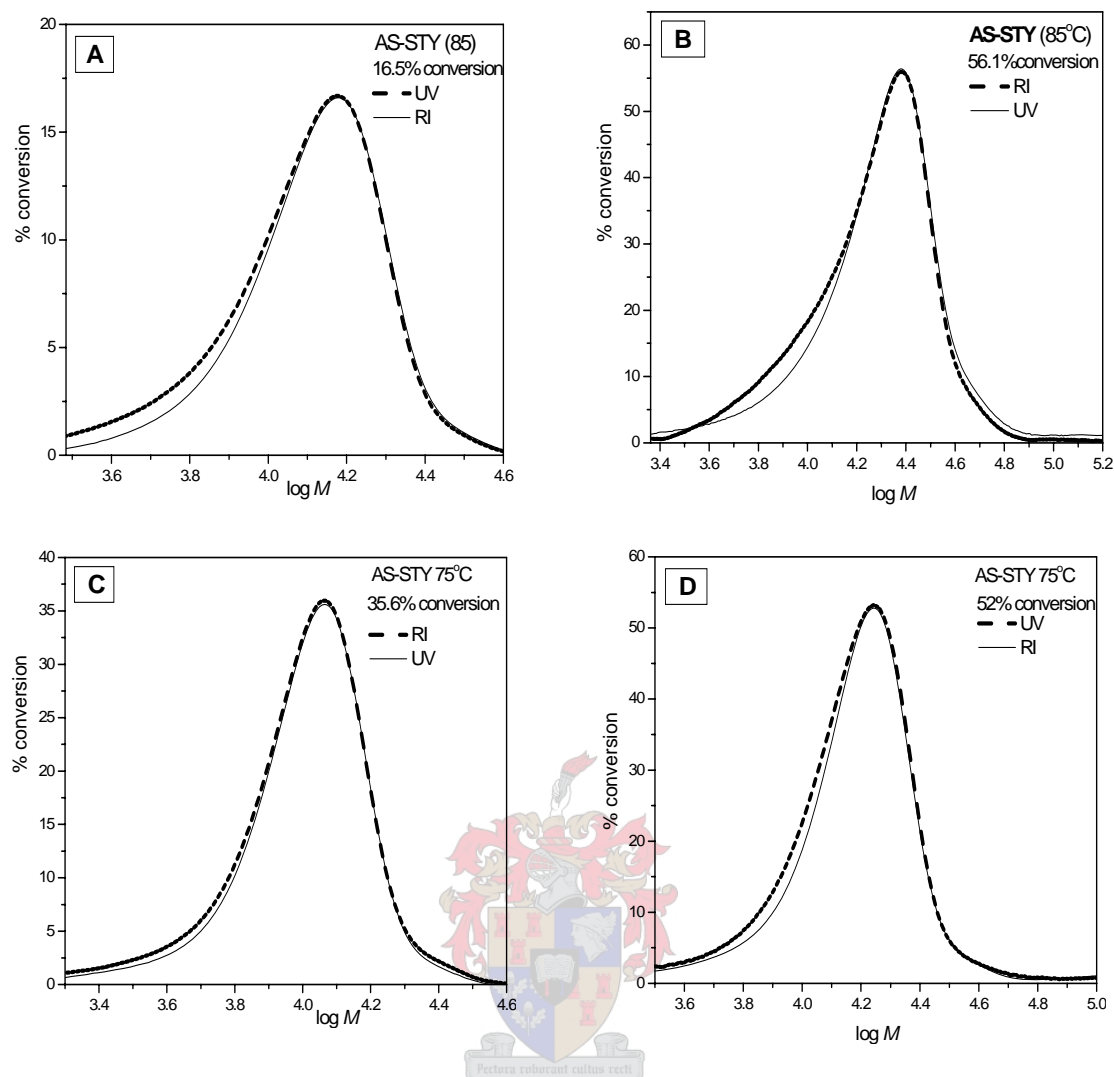 A
AS-STY (85)
16.5% conversion
UV
RI
% conversion
20
15
10
5
0
3.6 3.8 4.0 4.2 4.4 4.6
log M
B
AS-STY (85°C)
56.1%conversion
RI
UV
% conversion
60
50
40
30
20
10
0
3.4 3.6 3.8 4.0 4.2 4.4 4.6 4.8 5.0 5.2
log M
C
AS-STY 75°C
35.6% conversion
RI
UV
% conversion
40
35
30
25
20
15
10
5
0
3.4 3.6 3.8 4.0 4.2 4.4 4.6
log M
D
AS-STY 75°C
52% conversion
UV
RI
% conversion
60
50
40
30
20
10
0
3.6 3.8 4.0 4.2 4.4 4.6 4.8 5.0
log M
Pectora roborant cultus recti